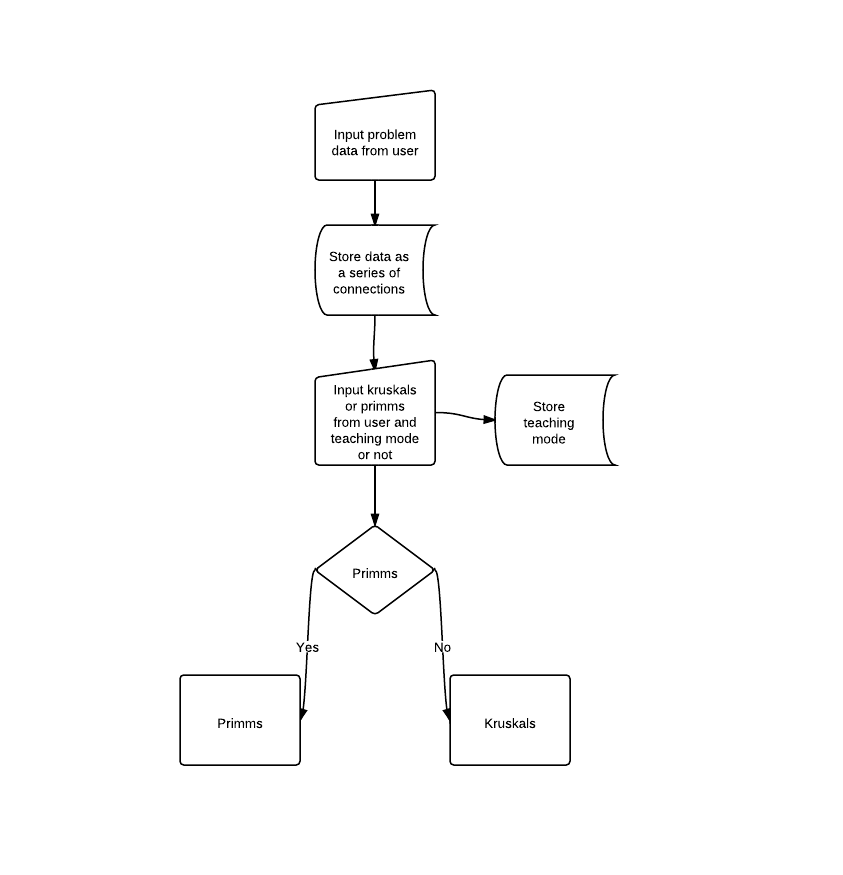 Input problem
data from user
Store data as
a series of
connections
Input kruskals
or primms
from user and
teaching mode
or not
Store
teaching
mode
Primms
Yes
No
Primms
Kruskals